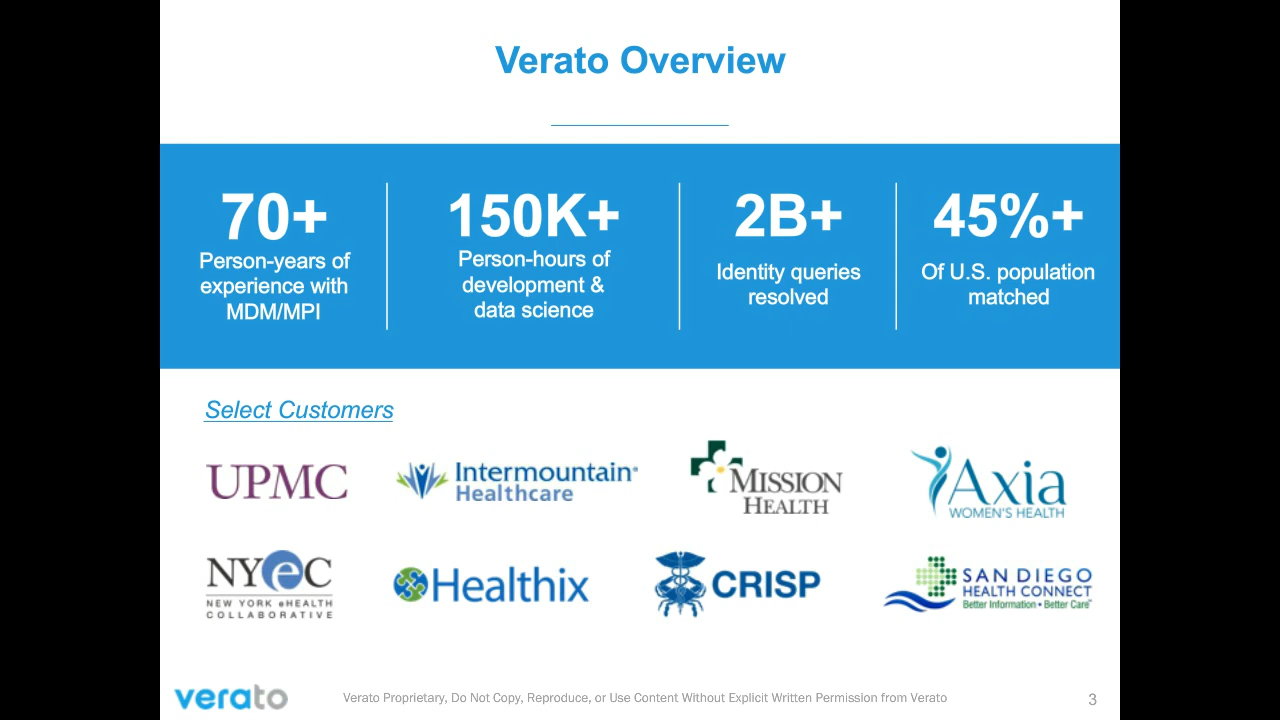 Verato Overview
70+
Person-years of
experience with
MDM/MPI
150K+
Person-hours of
development &
data science
2B+
Identity queries
resolved
45%+
Of U.S. population
matched
Select Customers
UPMC
Intermountain®
Healthcare
MISSION
HEALTH
Axia
WOMEN'S HEALTH
NYeC
NEW YORK eHEALTH
COLLABORATIVE
Healthix
CRISP
SAN DIEGO
HEALTH CONNECT
Better Information • Better Care™
verato
Verato Proprietary, Do Not Copy, Reproduce, or Use Content Without Explicit Written Permission from Verato
3